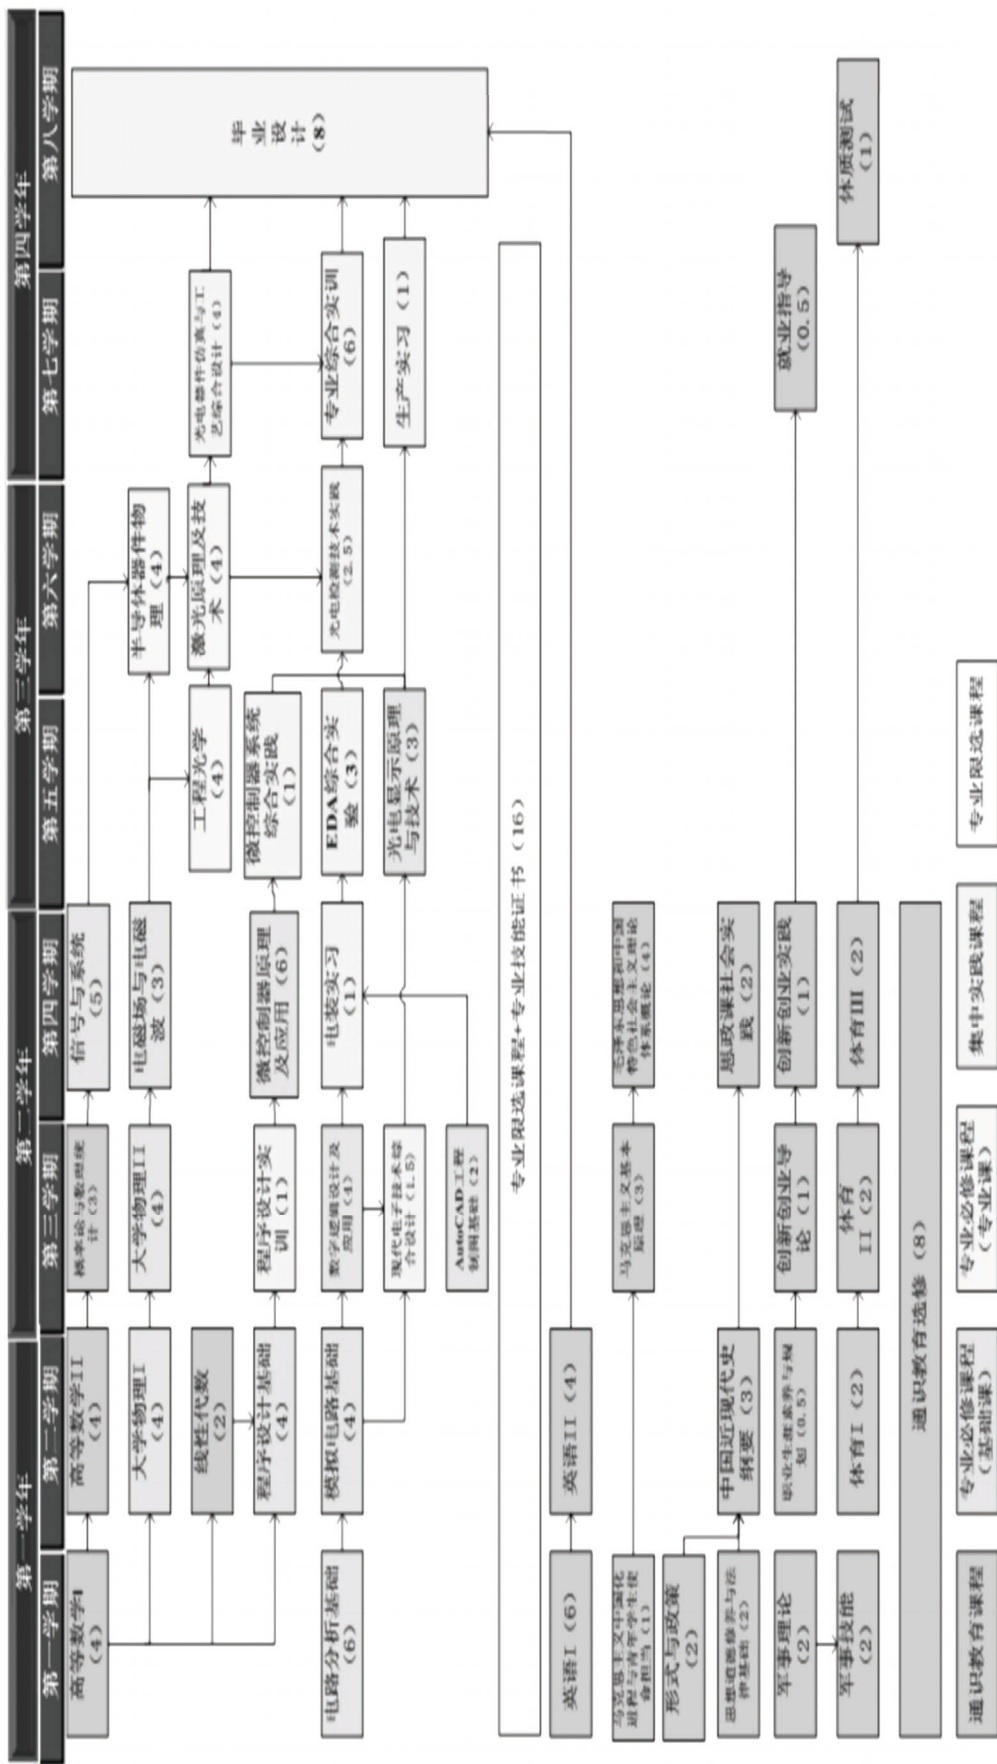 第一学年
第二学年
第三学年
第四学年
第一学期
第二学期
第三学期
第四学期
第五学期
第六学期
第七学期
第八学期
高等数学I
(4)
高等数学II
(4)
概率论与数理统
计(3)
信号与系统
(5)
大学物理I
(4)
大学物理II
(4)
电磁场与电磁
波(3)
半导体器件物
理(4)
线性代数
(2)
工程光学
(4)
激光原理及技
术(4)
光电器件仿真与工
艺综合设计(4)
程序设计基础
(4)
程序设计实
训(1)
微控制器原理
及应用(6)
微控制器系统
综合实践
(1)
电路分析基础
(6)
模拟电路基础
(4)
数字逻辑设计及
应用(4)
电装实习
(1)
EDA综合实
验(3)
光电检测技术实践
(2.5)
专业综合实训
(6)
现代电子技术综
合设计(1.5)
光电显示原理
与技术(3)
生产实习(1)
AutoCAD工程
制图基础(2)
毕
业
设
计
(8)
专业限选课程+专业技能证书(16)
英语I(6)
英语II(4)
马克思主义中国化
进程与青年学生使
命担当(1)
马克思主义基本
原理(3)
毛泽东思想和中国
特色社会主义理论
体系概论(4)
形式与政策
(2)
思想道德修养与法
律基础(2)
中国近现代史
纲要(3)
思政课社会实
践(2)
军事理论
(2)
职业生涯素养与规
划(0.5)
创新创业导
论(1)
创新创业实践
(1)
就业指导
(0.5)
军事技能
(2)
体育I(2)
体育
II(2)
体育III(2)
体质测试
(1)
通识教育选修(8)
通识教育课程
专业必修课程
(基础课)
专业必修课程
(专业课)
集中实践课程
专业限选课程